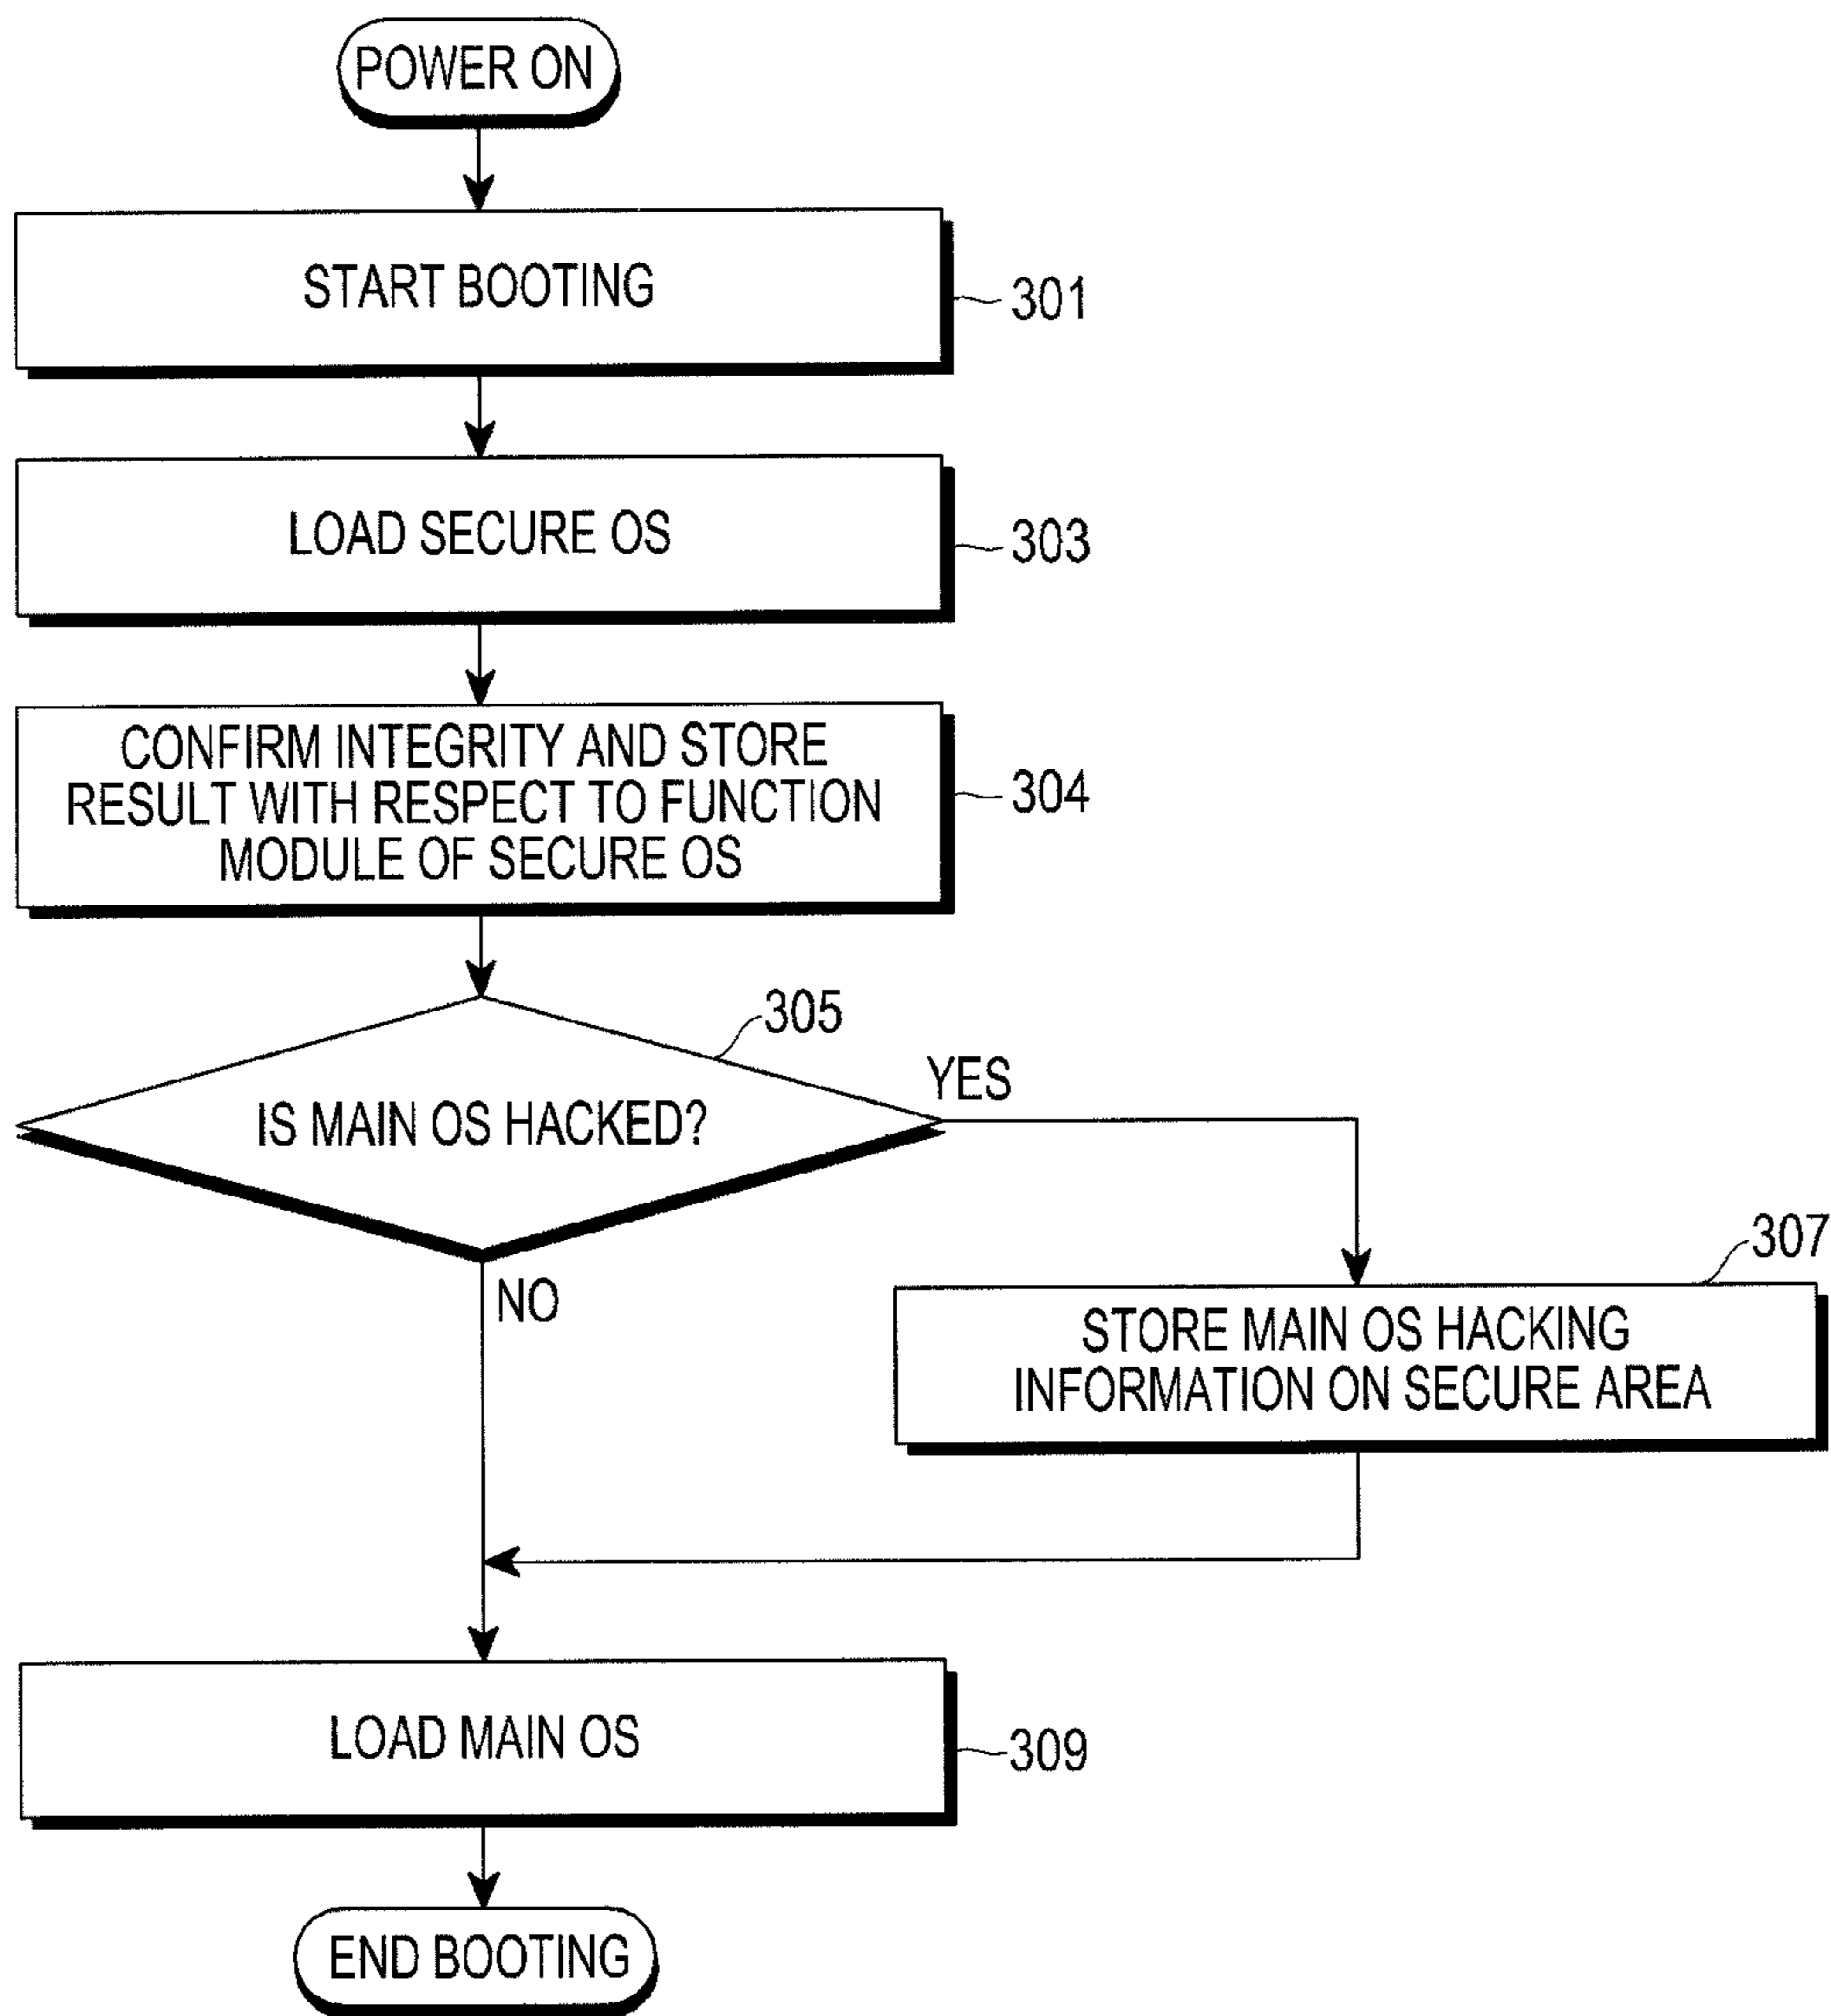 POWER ON
START BOOTING
301
LOAD SECURE OS
303
CONFIRM INTEGRITY AND STORE
RESULT WITH RESPECT TO FUNCTION
MODULE OF SECURE OS
304
305
IS MAIN OS HACKED?
YES
NO
307
STORE MAIN OS HACKING
INFORMATION ON SECURE AREA
LOAD MAIN OS
309
END BOOTING